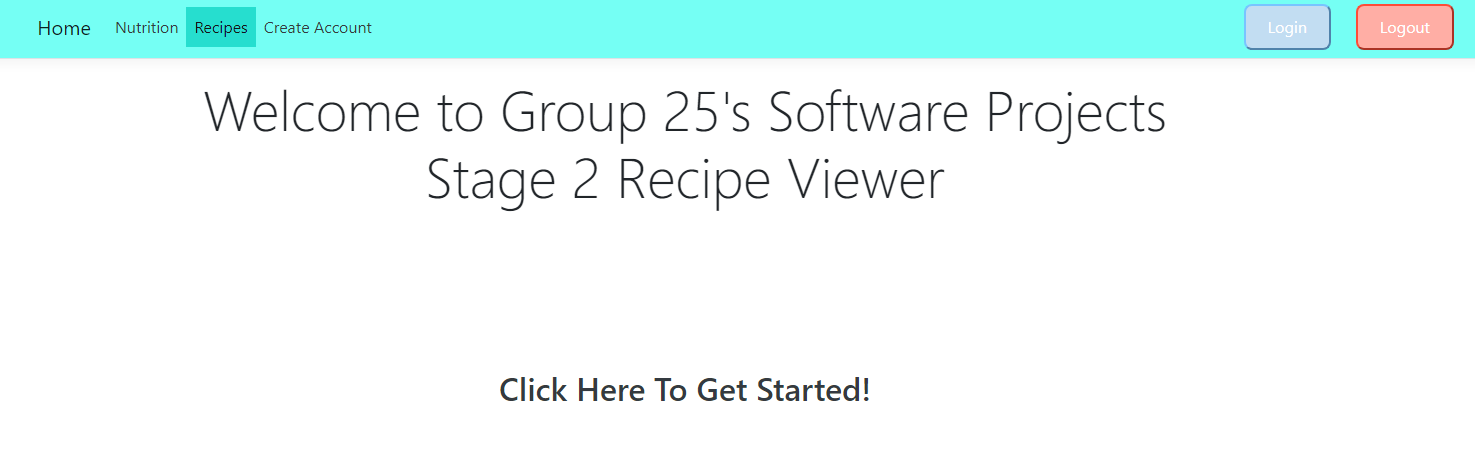 Home Nutrition Recipes Create Account Login Logout
Welcome to Group 25's Software Projects
Stage 2 Recipe Viewer
Click Here To Get Started!